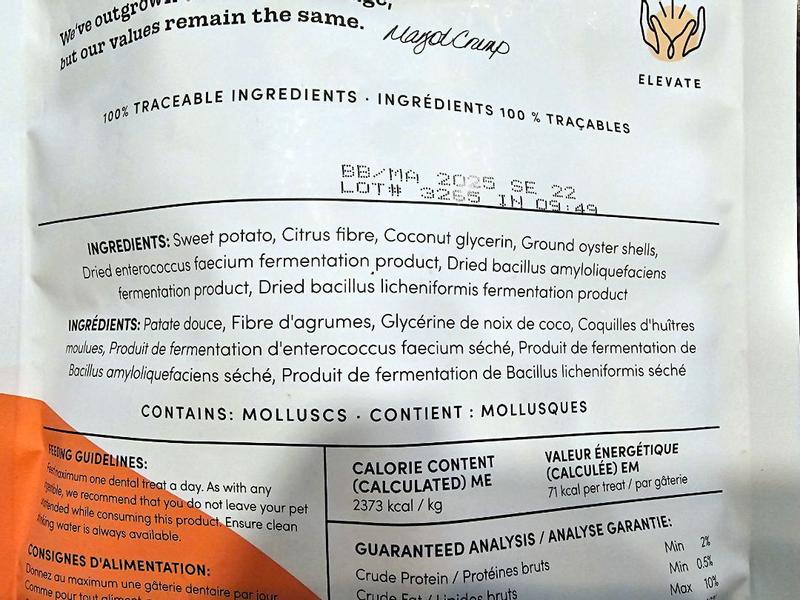 We've outgrown
but our values remain the same.
ELEVATE
100% TRACEABLE INGREDIENTS · INGRÉDIENTS 100 % TRAÇABLES
BB/MA 2025 SE 22
LOT# 3265 IN 09:49
INGREDIENTS: Sweet potato, Citrus fibre, Coconut glycerin, Ground oyster shells,
Dried enterococcus faecium fermentation product, Dried bacillus amyloliquefaciens
fermentation product, Dried bacillus licheniformis fermentation product
INGRÉDIENTS: Patate douce, Fibre d'agrumes, Glycérine de noix de coco, Coquilles d'huîtres
moulues, Produit de fermentation d'enterococcus faecium séché, Produit de fermentation de
Bacillus amyloliquefaciens séché, Produit de fermentation de Bacillus licheniformis séché
CONTAINS: MOLLUSCS · CONTIENT : MOLLUSQUES
FEEDING GUIDELINES:
maximum one dental treat a day. As with any
we recommend that you do not leave your pet
while consuming this product. Ensure clean
water is always available.
CONSIGNES D'ALIMENTATION:
Donnez au maximum une gâterie dentaire par jour.
Comme pour tout
CALORIE CONTENT
(CALCULATED) ME
2373 kcal / kg
VALEUR ÉNERGÉTIQUE
(CALCULÉE) EM
71 kcal per treat / par gâterie
GUARANTEED ANALYSIS / ANALYSE GARANTIE:
Crude Protein / Protéines bruts Min 2%
Crude Fat / Lipides bruts Min 0.5%
Max 10%